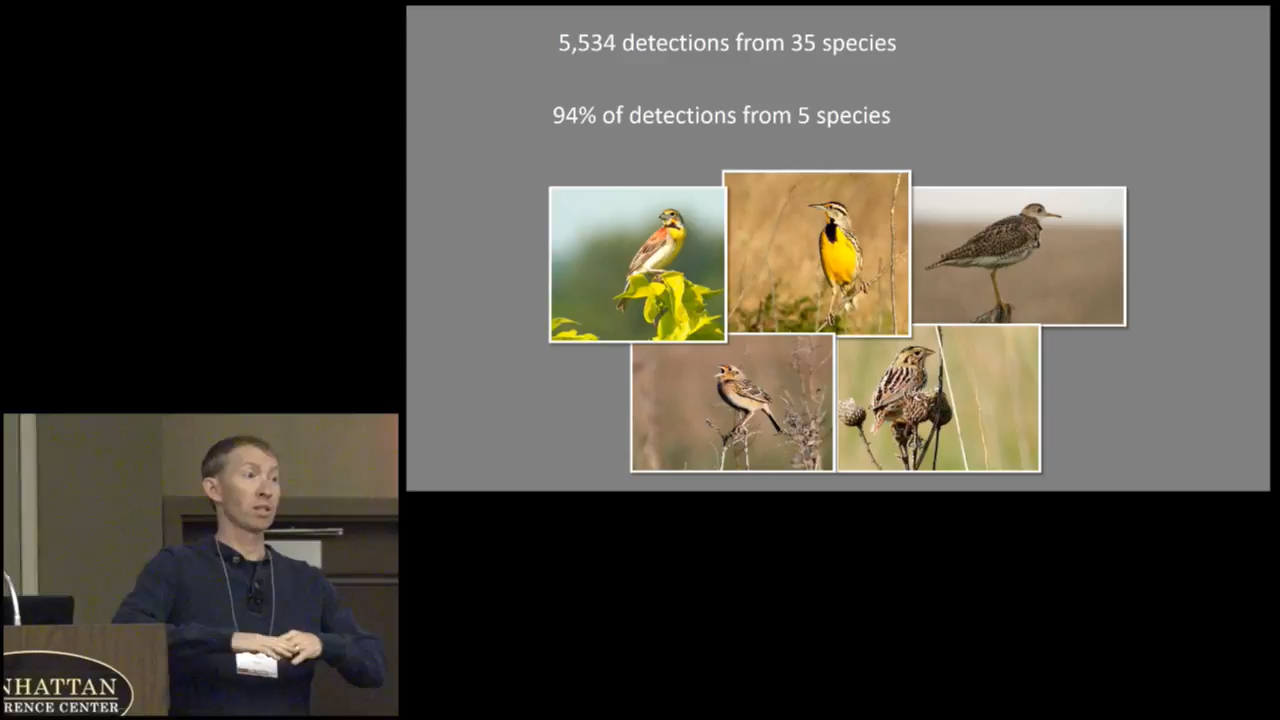 5,534 detections from 35 species
94% of detections from 5 species
NHATTAN
RENCE CENTER